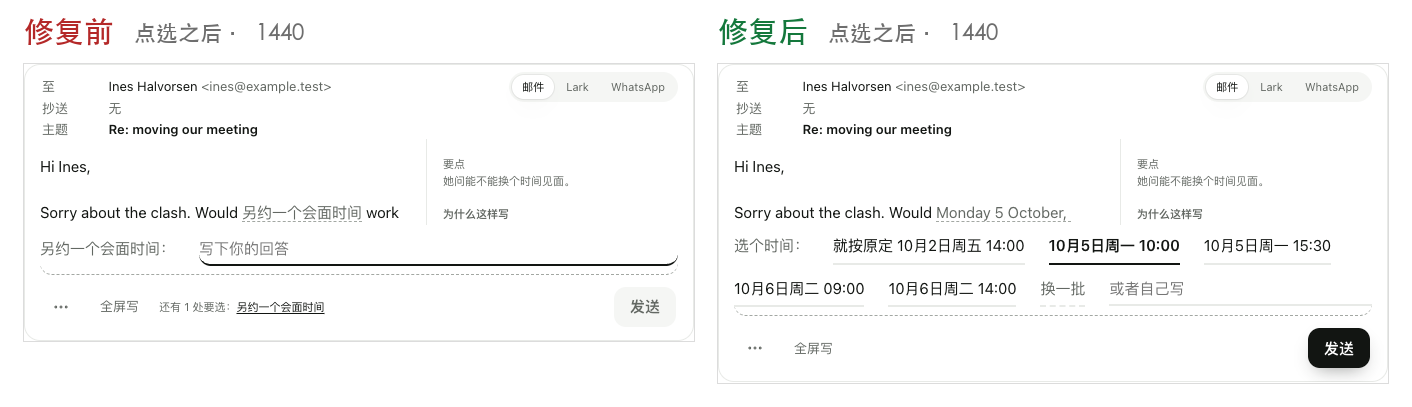 修复前 点选之后 · 1440
至 Ines Halvorsen <ines@example.test> 邮件 Lark WhatsApp
抄送 无
主题 Re: moving our meeting
Hi Ines,
要点
她问能不能换个时间见面。
Sorry about the clash. Would 另约一个会面时间 work
为什么这样写
另约一个会面时间： 写下你的回答
··· 全屏写 还有 1 处要选： 另约一个会面时间 发送
修复后 点选之后 · 1440
至 Ines Halvorsen <ines@example.test> 邮件 Lark WhatsApp
抄送 无
主题 Re: moving our meeting
Hi Ines,
要点
她问能不能换个时间见面。
Sorry about the clash. Would Monday 5 October,
为什么这样写
选个时间： 就按原定 10月2日周五 14:00 10月5日周一 10:00 10月5日周一 15:30
10月6日周二 09:00 10月6日周二 14:00 换一批 或者自己写
··· 全屏写 发送